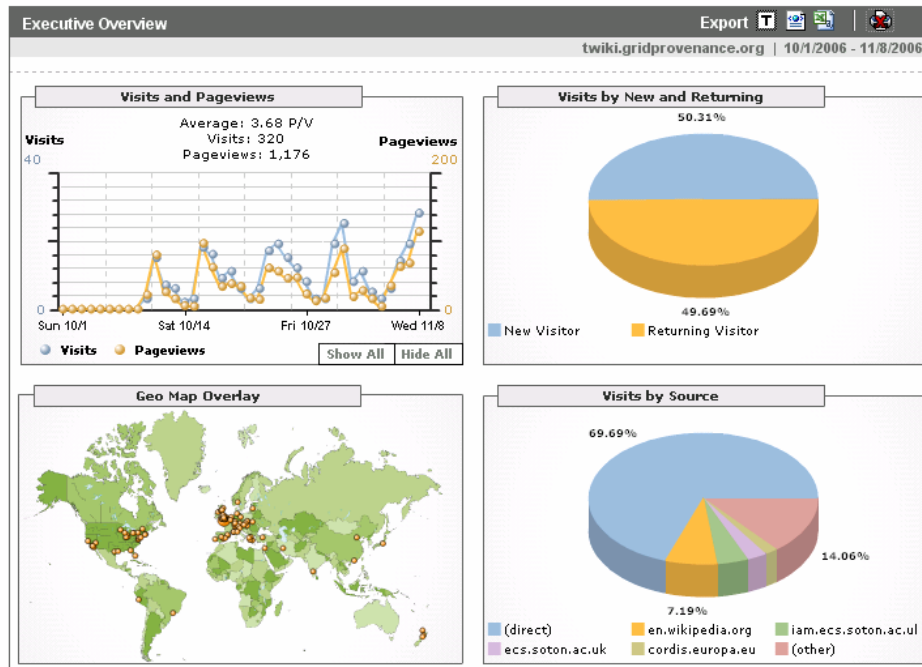 Executive Overview
Export T
twiki.gridprovenance.org | 10/1/2006 - 11/8/2006
Visits and Pageviews
Average: 3.68 P/V
Visits: 320
Pageviews: 1,176
Visits
Pageviews
40
200
0
0
Sun 10/1
Sat 10/14
Fri 10/27
Wed 11/8
Visits
Pageviews
Show All
Hide All
Visits by New and Returning
50.31%
49.69%
New Visitor
Returning Visitor
Geo Map Overlay
Visits by Source
69.69%
14.06%
7.19%
(direct)
en.wikipedia.org
iam.ecs.soton.ac.ul
ecs.soton.ac.uk
cordis.europa.eu
(other)